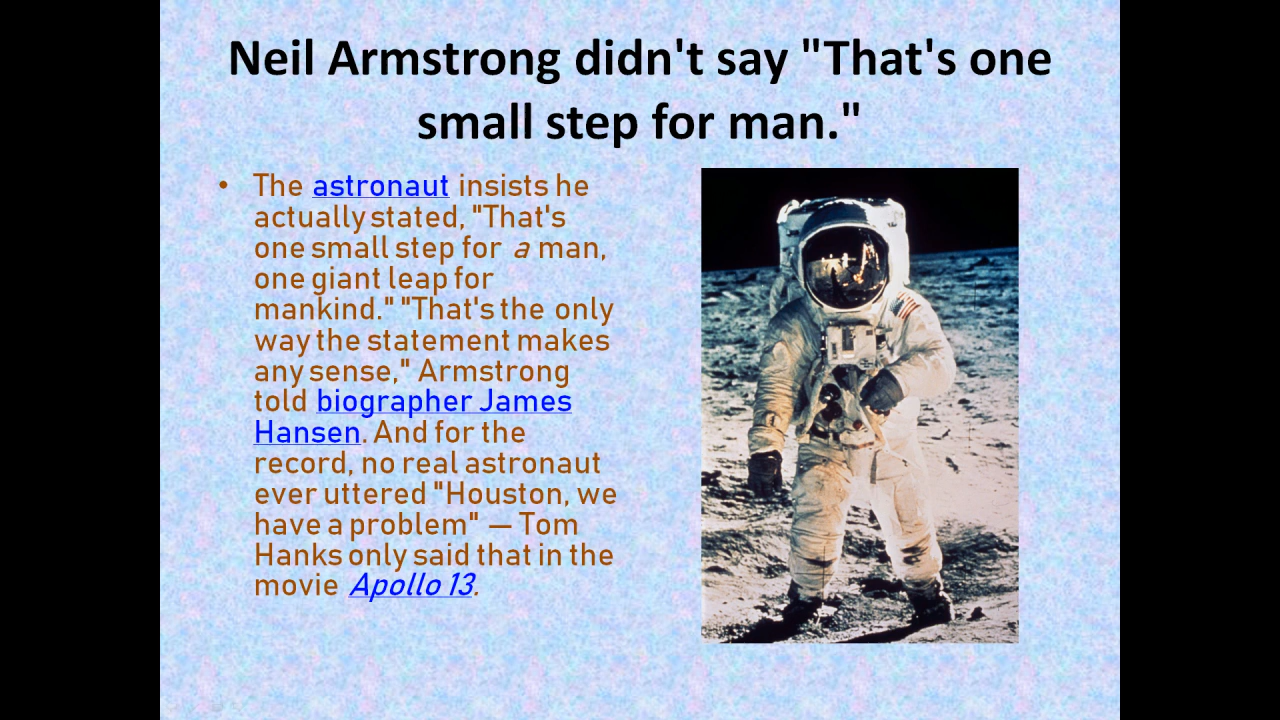 Neil Armstrong didn't say "That's one
small step for man."
• The astronaut insists he
actually stated, "That's
one small step for a man,
one giant leap for
mankind." "That's the only
way the statement makes
any sense," Armstrong
told biographer James
Hansen. And for the
record, no real astronaut
ever uttered "Houston, we
have a problem" — Tom
Hanks only said that in the
movie Apollo 13.